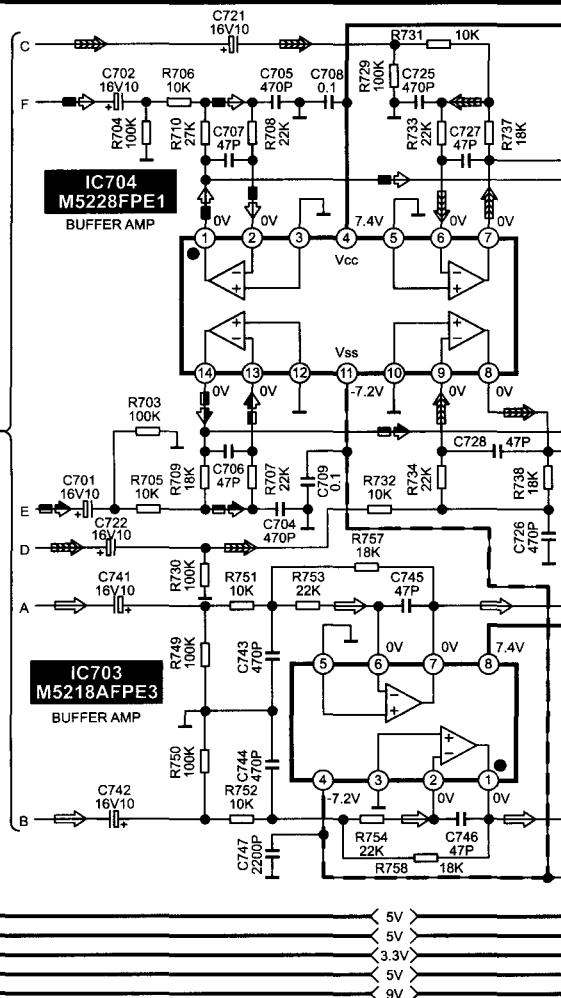 C721
16V10
R731
10K
C
C702
16V10
R706
10K
C705
470P
C708
0.1
R729
100K
C725
470P
F
R704
100K
R710
27K
C707
47P
R708
22K
R733
22K
C727
47P
R737
18K
IC704
M5228FPE1
BUFFER AMP
0V
0V
7.4V
0V
0V
1
2
3
4
5
6
7
Vcc
- +
- +
+ -
+ -
Vss
14
13
12
11
10
9
8
0V
0V
-7.2V
0V
0V
R703
100K
C701
16V10
R705
10K
R709
18K
C706
47P
R707
22K
C704
470P
C709
0.1
R732
10K
R734
22K
C728
47P
R738
18K
C726
470P
E
C722
16V10
D
R730
100K
R757
18K
C741
16V10
R751
10K
R753
22K
C745
47P
A
R749
100K
C743
470P
0V
0V
7.4V
5
6
7
8
IC703
M5218AFPE3
BUFFER AMP
- +
- +
R750
100K
C744
470P
4
3
2
1
-7.2V
0V
0V
C742
16V10
R752
10K
B
C747
2200P
R754
22K
C746
47P
R758
18K
5V
5V
3.3V
5V
9V